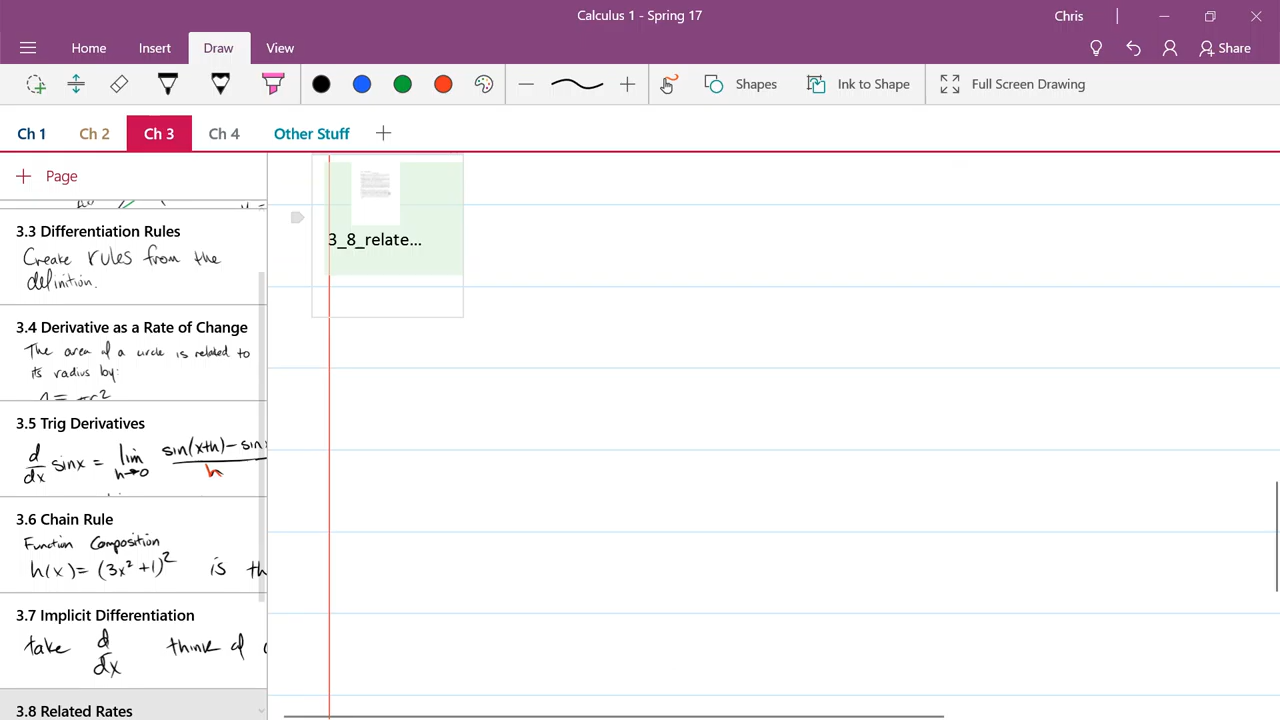 Calculus 1 - Spring 17
Chris
Home Insert Draw View
Share
Shapes
Ink to Shape
Full Screen Drawing
Ch 1 Ch 2 Ch 3 Ch 4 Other Stuff
Page
3.3 Differentiation Rules
Create rules from the
definition.
3.4 Derivative as a Rate of Change
The area of a circle is related to
its radius by:
3.5 Trig Derivatives
d/dx sinx = lim h→0 sin(x+h) - sin / h
3.6 Chain Rule
Function Composition
h(x) = (3x² + 1)² is th
3.7 Implicit Differentiation
take d/dx think of
3.8 Related Rates
3_8_relate...